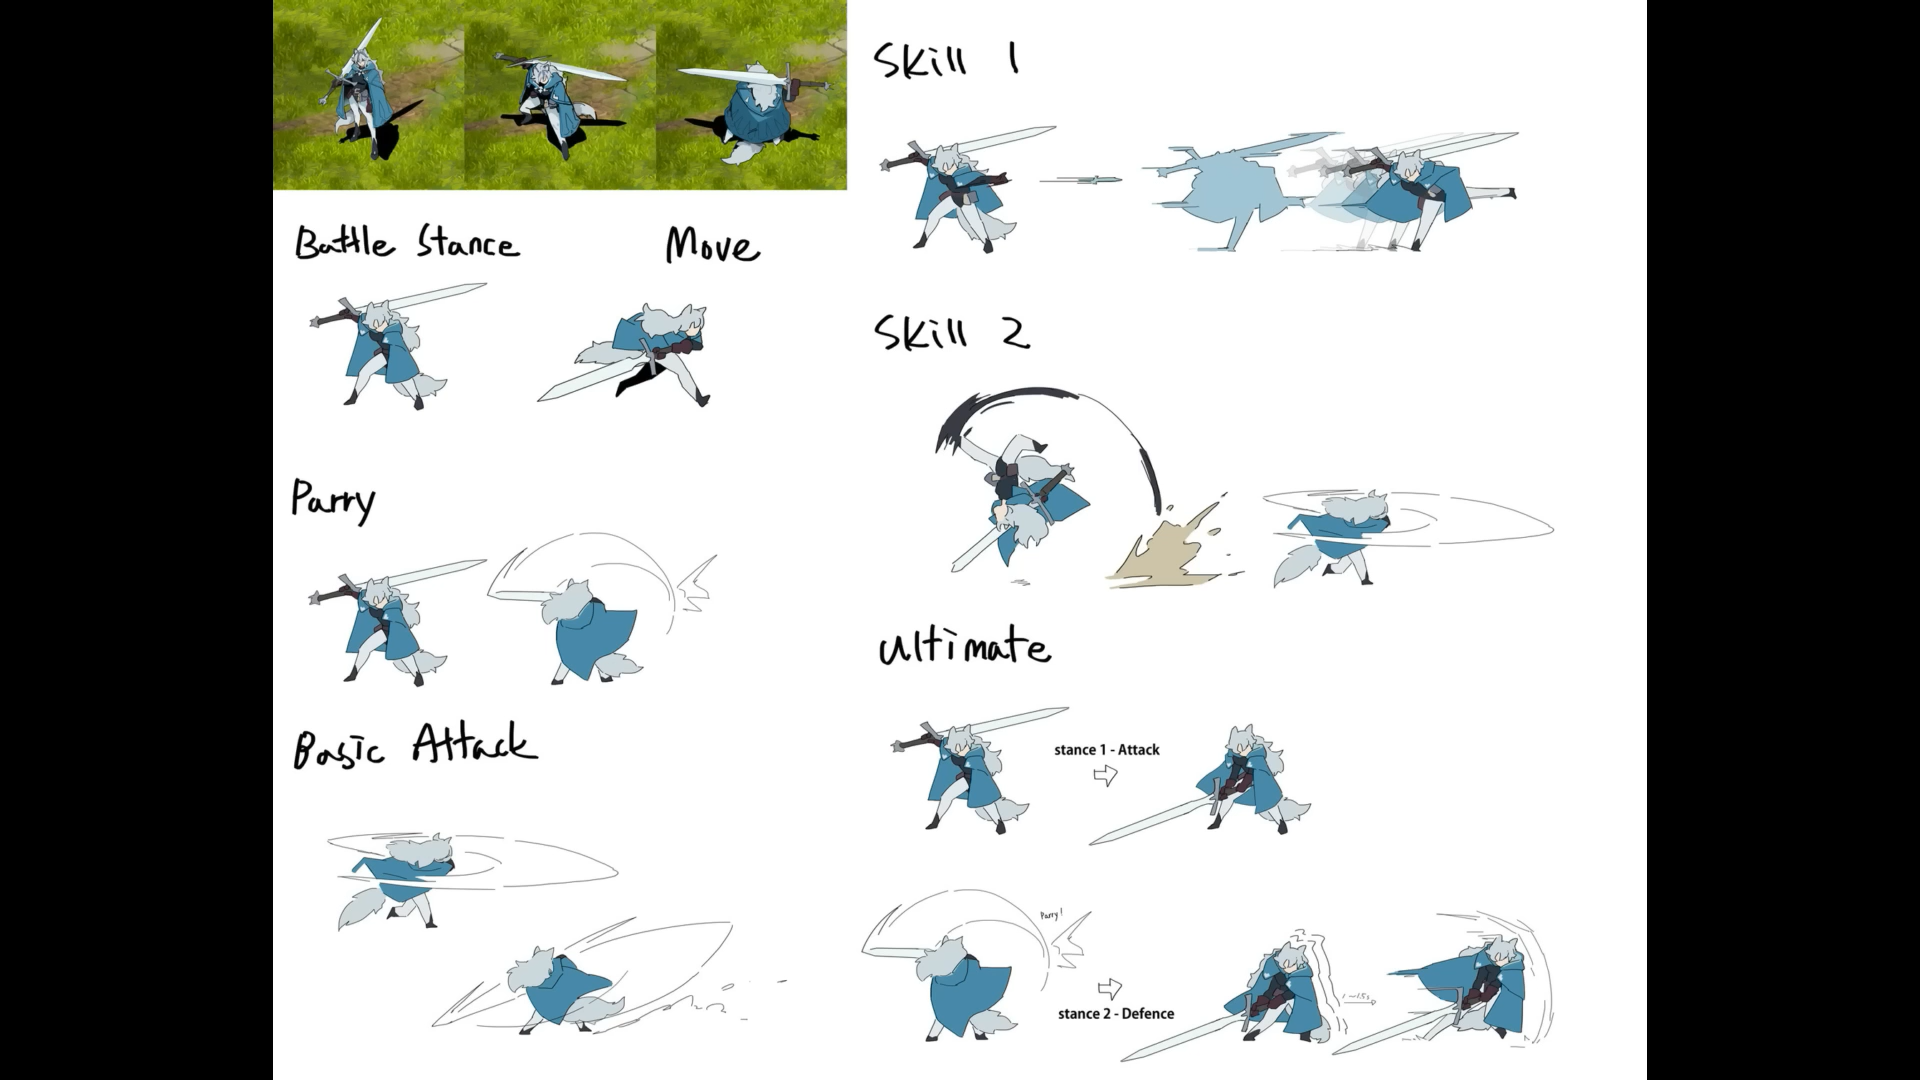 Battle Stance
Move
Parry
Basic Attack
Skill 1
Skill 2
Ultimate
stance 1 - Attack
Parry!
stance 2 - Defence